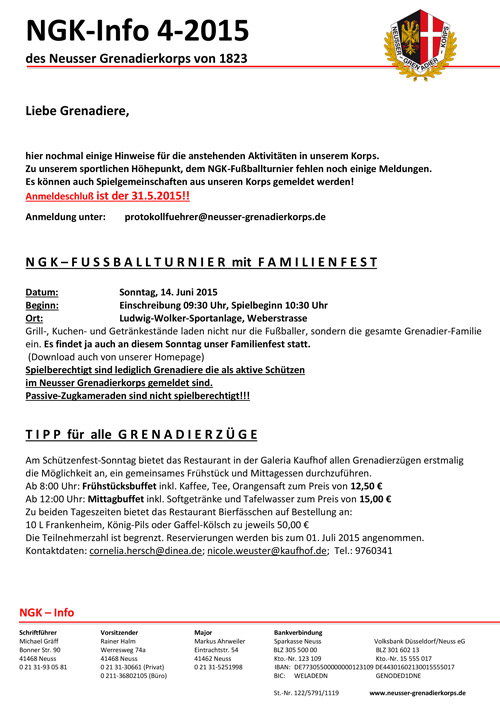 NGK-Info 4-2015
des Neusser Grenadierkorps von 1823
NEUSSER GRENADIER KORPS
Liebe Grenadiere,
hier nochmal einige Hinweise für die anstehenden Aktivitäten in unserem Korps.
Zu unserem sportlichen Höhepunkt, dem NGK-Fußballturnier fehlen noch einige Meldungen.
Es können auch Spielgemeinschaften aus unseren Korps gemeldet werden!
Anmeldeschluß ist der 31.5.2015!!
Anmeldung unter: protokollfuehrer@neusser-grenadierkorps.de
N G K – F U S S B A L L T U R N I E R mit F A M I L I E N F E S T
Datum: Sonntag, 14. Juni 2015
Beginn: Einschreibung 09:30 Uhr, Spielbeginn 10:30 Uhr
Ort: Ludwig-Wolker-Sportanlage, Weberstrasse
Grill-, Kuchen- und Getränkestände laden nicht nur die Fußballer, sondern die gesamte Grenadier-Familie
ein. Es findet ja auch an diesem Sonntag unser Familienfest statt.
(Download auch von unserer Homepage)
Spielberechtigt sind lediglich Grenadiere die als aktive Schützen
im Neusser Grenadierkorps gemeldet sind.
Passive-Zugkameraden sind nicht spielberechtigt!!!
T I P P für alle G R E N A D I E R Z Ü G E
Am Schützenfest-Sonntag bietet das Restaurant in der Galeria Kaufhof allen Grenadierzügen erstmalig
die Möglichkeit an, ein gemeinsames Frühstück und Mittagessen durchzuführen.
Ab 8:00 Uhr: Frühstücksbuffet inkl. Kaffee, Tee, Orangensaft zum Preis von 12,50 €
Ab 12:00 Uhr: Mittagbuffet inkl. Softgetränke und Tafelwasser zum Preis von 15,00 €
Zu beiden Tageszeiten bietet das Restaurant Bierfässchen auf Bestellung an:
10 L Frankenheim, König-Pils oder Gaffel-Kölsch zu jeweils 50,00 €
Die Teilnehmerzahl ist begrenzt. Reservierungen werden bis zum 01. Juli 2015 angenommen.
Kontaktdaten: cornelia.hersch@dinea.de; nicole.weuster@kaufhof.de; Tel.: 9760341
NGK – Info
Schriftführer Vorsitzender Major Bankverbindung
Michael Gräff Rainer Halm Markus Ahrweiler Sparkasse Neuss Volksbank Düsseldorf/Neuss eG
Bonner Str. 90 Werresweg 74a Eintrachtstr. 54 BLZ 305 500 00 BLZ 301 602 13
41468 Neuss 41468 Neuss 41462 Neuss Kto.-Nr. 123 109 Kto.-Nr. 15 555 017
0 21 31-93 05 81 0 21 31-30661 (Privat) 0 21 31-5251998 IBAN: DE77305500000000123109 DE44301602130015555017
0 211-36802105 (Büro) BIC: WELADEDN GENODED1DNE
St.-Nr. 122/5791/1119 www.neusser-grenadierkorps.de